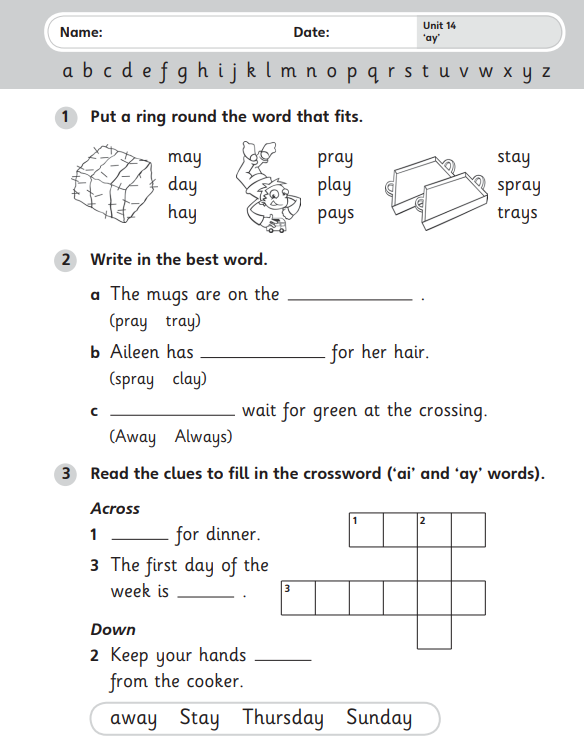 Name: Date: Unit 14
'ay'
a b c d e f g h i j k l m n o p q r s t u v w x y z
1 Put a ring round the word that fits.
may pray stay
day play spray
hay pays trays
2 Write in the best word.
a The mugs are on the ____________ .
(pray tray)
b Aileen has ____________ for her hair.
(spray clay)
c ____________ wait for green at the crossing.
(Away Always)
3 Read the clues to fill in the crossword ('ai' and 'ay' words).
Across
1 ______ for dinner.
3 The first day of the
week is ______ .
Down
2 Keep your hands ______
from the cooker.
1 2
3
away Stay Thursday Sunday